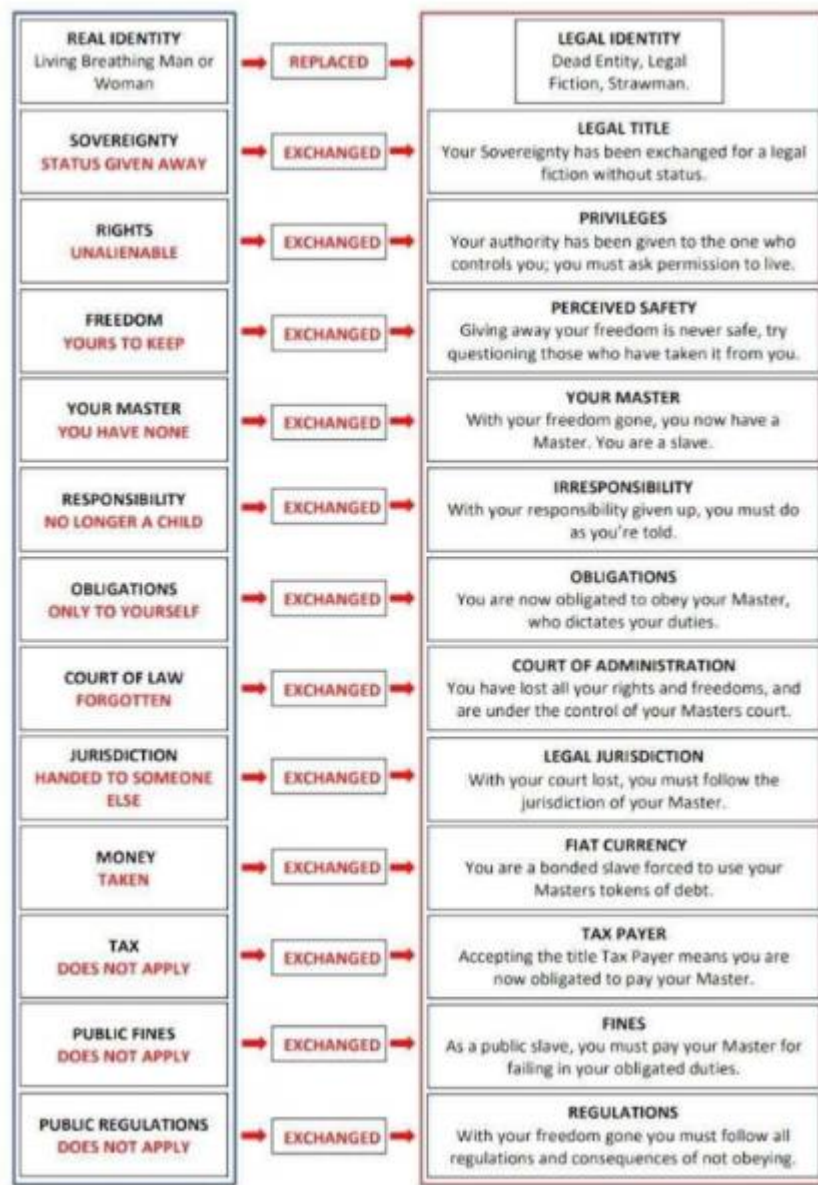 REAL IDENTITY
Living Breathing Man or
Woman
REPLACED
LEGAL IDENTITY
Dead Entity, Legal
Fiction, Strawman.
SOVEREIGNTY
STATUS GIVEN AWAY
EXCHANGED
LEGAL TITLE
Your Sovereignty has been exchanged for a legal
fiction without status.
RIGHTS
UNALIENABLE
EXCHANGED
PRIVILEGES
Your authority has been given to the one who
controls you; you must ask permission to live.
FREEDOM
YOURS TO KEEP
EXCHANGED
PERCEIVED SAFETY
Giving away your freedom is never safe, try
questioning those who have taken it from you.
YOUR MASTER
YOU HAVE NONE
EXCHANGED
YOUR MASTER
With your freedom gone, you now have a
Master. You are a slave.
RESPONSIBILITY
NO LONGER A CHILD
EXCHANGED
IRRESPONSIBILITY
With your responsibility given up, you must do
as you're told.
OBLIGATIONS
ONLY TO YOURSELF
EXCHANGED
OBLIGATIONS
You are now obligated to obey your Master,
who dictates your duties.
COURT OF LAW
FORGOTTEN
EXCHANGED
COURT OF ADMINISTRATION
You have lost all your rights and freedoms, and
are under the control of your Masters court.
JURISDICTION
HANDED TO SOMEONE
ELSE
EXCHANGED
LEGAL JURISDICTION
With your court lost, you must follow the
jurisdiction of your Master.
MONEY
TAKEN
EXCHANGED
FIAT CURRENCY
You are a bonded slave forced to use your
Masters tokens of debt.
TAX
DOES NOT APPLY
EXCHANGED
TAX PAYER
Accepting the title Tax Payer means you are
now obligated to pay your Master.
PUBLIC FINES
DOES NOT APPLY
EXCHANGED
FINES
As a public slave, you must pay your Master for
failing in your obligated duties.
PUBLIC REGULATIONS
DOES NOT APPLY
EXCHANGED
REGULATIONS
With your freedom gone you must follow all
regulations and consequences of not obeying.